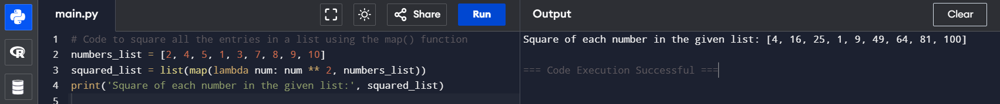 main.py
Share
Run
Output
Clear
1 # Code to square all the entries in a list using the map() function
2 numbers_list = [2, 4, 5, 1, 3, 7, 8, 9, 10]
3 squared_list = list(map(lambda num: num ** 2, numbers_list))
4 print('Square of each number in the given list:', squared_list)
5
Square of each number in the given list: [4, 16, 25, 1, 9, 49, 64, 81, 100]
=== Code Execution Successful ===